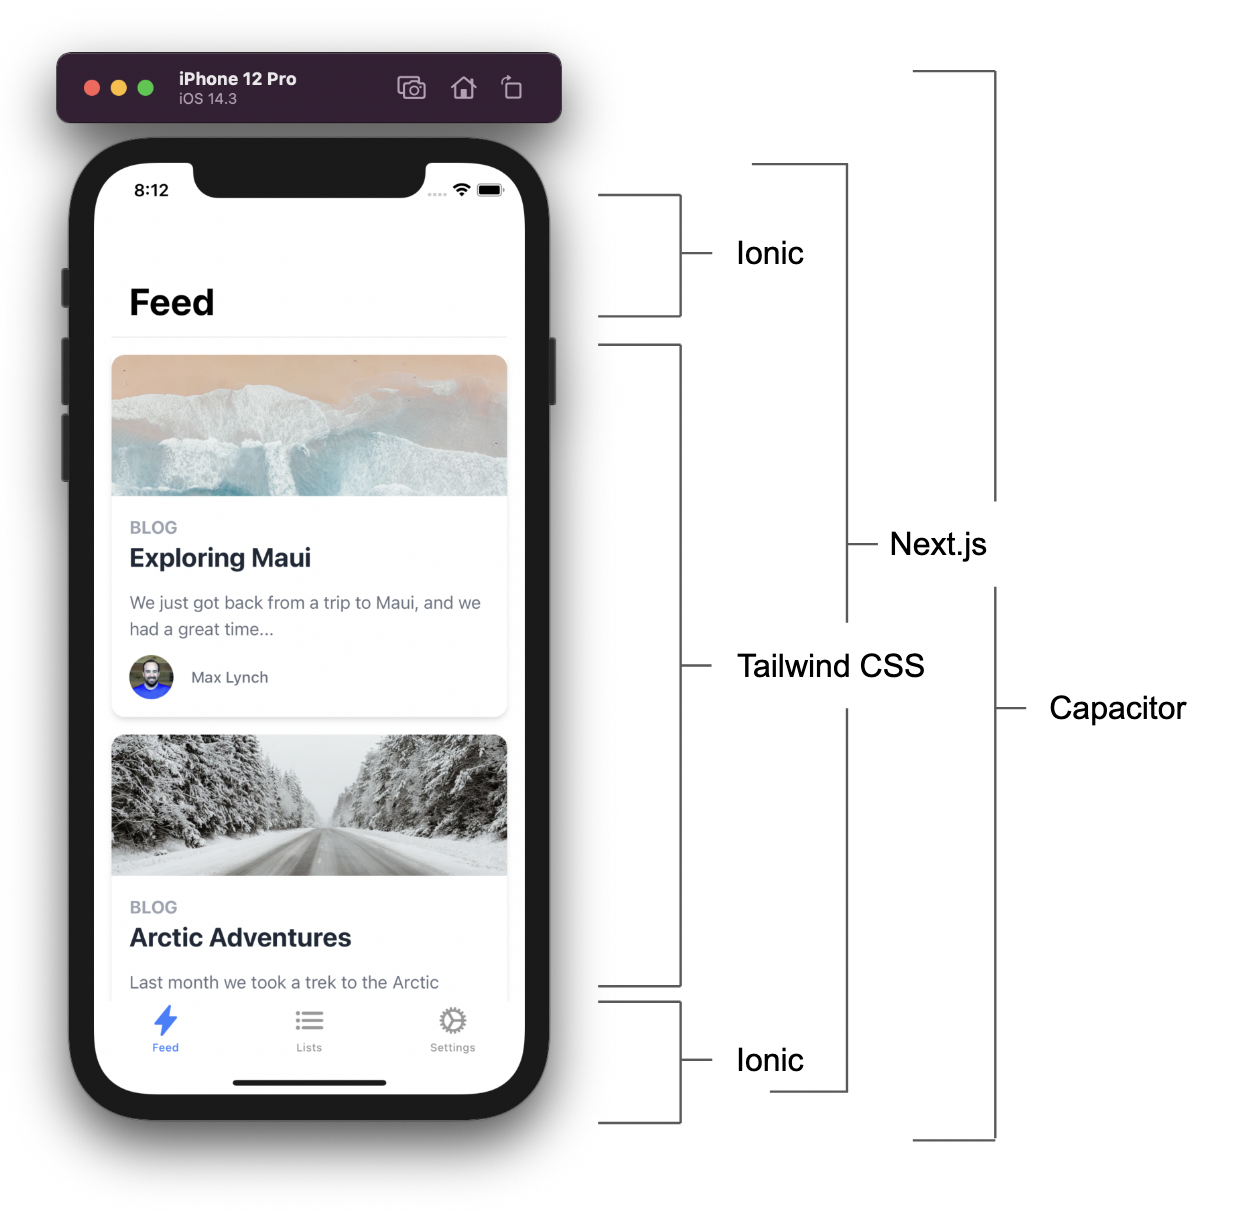 iPhone 12 Pro
iOS 14.3
8:12
Feed
BLOG
Exploring Maui
We just got back from a trip to Maui, and we
had a great time...
Max Lynch
BLOG
Arctic Adventures
Last month we took a trek to the Arctic
Feed
Lists
Settings
Ionic
Next.js
Tailwind CSS
Capacitor
Ionic